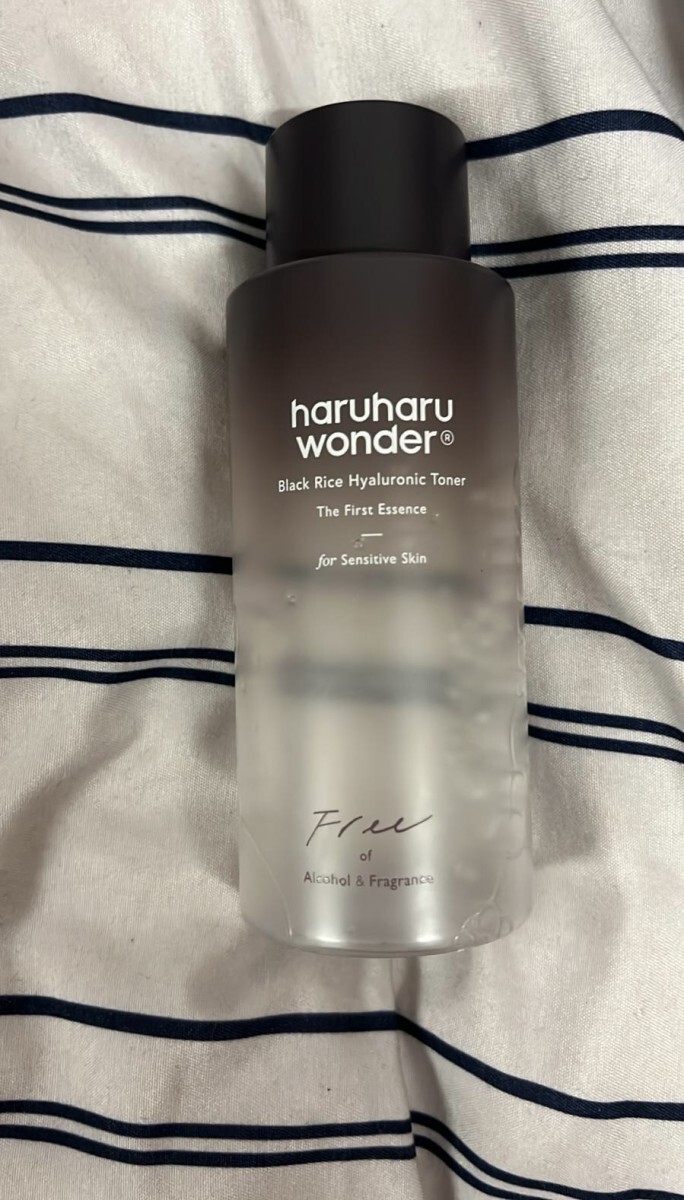 haruharu
wonder®
Black Rice Hyaluronic Toner
The First Essence
for Sensitive Skin
Free
of
Alcohol & Fragrance